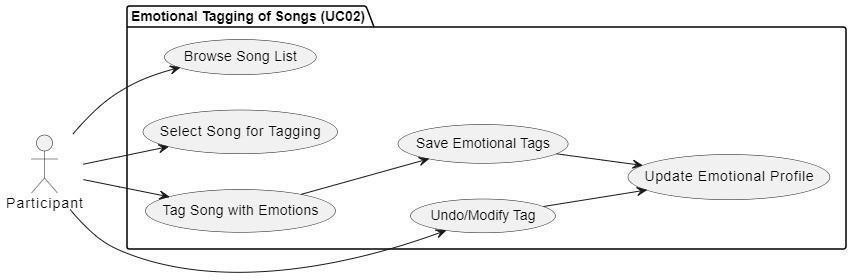 Emotional Tagging of Songs (UC02)
Browse Song List
Select Song for Tagging
Save Emotional Tags
Update Emotional Profile
Participant
Tag Song with Emotions
Undo/Modify Tag